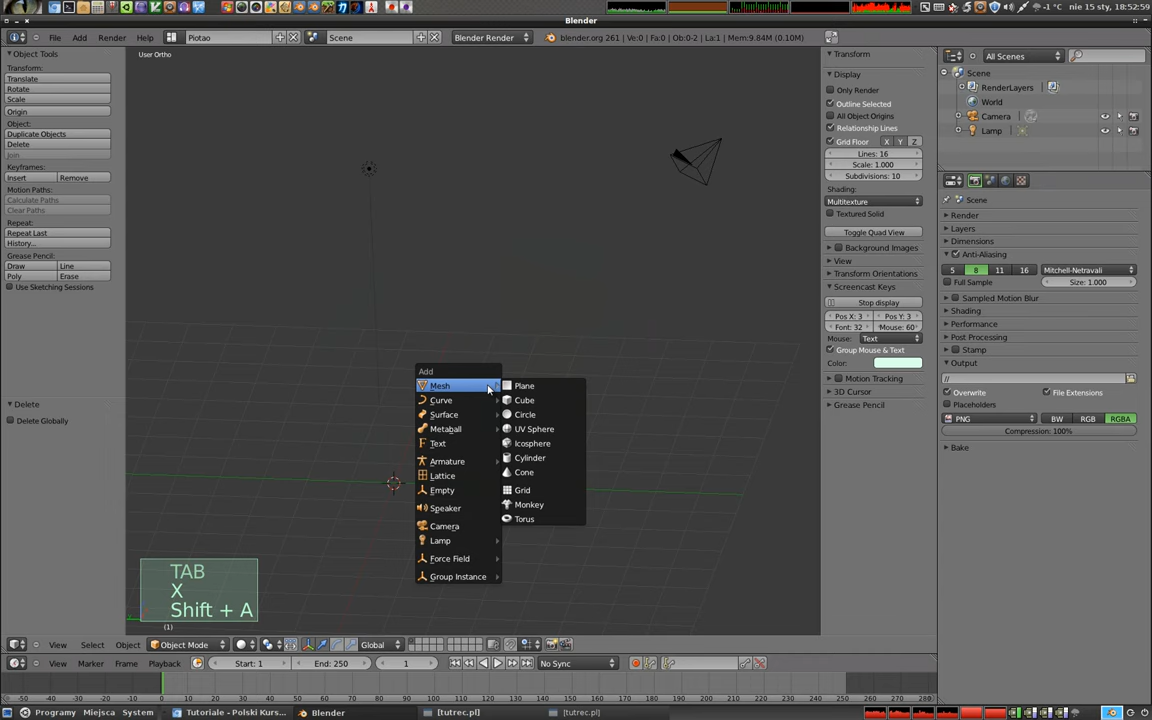 -1 °C nie 15 sty, 18:52:59
Blender
File Add Render Help Piotao Scene Blender Render blender.org 261 | Ve:0 | Fa:0 | Ob:0-2 | La:1 | Mem:9.84M (0.10M)
Object Tools
Transform:
Translate
Rotate
Scale
Origin
Object:
Duplicate Objects
Delete
Join
Keyframes:
Insert Remove
Motion Paths:
Calculate Paths
Clear Paths
Repeat:
Repeat Last
History...
Grease Pencil:
Draw Line
Poly Erase
Use Sketching Sessions
Delete
Delete Globally
User Ortho
Add
Mesh
Curve
Surface
Metaball
Text
Armature
Lattice
Empty
Speaker
Camera
Lamp
Force Field
Group Instance
Plane
Cube
Circle
UV Sphere
Icosphere
Cylinder
Cone
Grid
Monkey
Torus
TAB
X
Shift + A
(1)
Transform
Display
Only Render
Outline Selected
All Object Origins
Relationship Lines
Grid Floor X Y Z
Lines: 16
Scale: 1.000
Subdivisions: 10
Shading:
Multitexture
Textured Solid
Toggle Quad View
Background Images
View
Transform Orientations
Screencast Keys
Stop display
Pos X: 3 Pos Y: 3
Font: 32 Mouse: 60
Mouse: Text
Group Mouse & Text
Color:
Motion Tracking
3D Cursor
Grease Pencil
View All Scenes
Scene
RenderLayers
World
Camera
Lamp
Scene
Render
Layers
Dimensions
Anti-Aliasing
5 8 11 16 Mitchell-Netravali
Full Sample Size: 1.000
Sampled Motion Blur
Shading
Performance
Post Processing
Stamp
Output
//
Overwrite File Extensions
Placeholders
PNG BW RGB RGBA
Compression: 100%
Bake
View Select Object Object Mode Global
View Marker Frame Playback Start: 1 End: 250 1 No Sync
-50 -40 -30 -20 -10 0 10 20 30 40 50 60 70 80 90 100 110 120 130 140 150 160 170 180 190 200 210 220 230 240 250 260 270 280
Programy Miejsca System Tutoriale - Polski Kurs... Blender [tutrec.pl] [tutrec.pl]